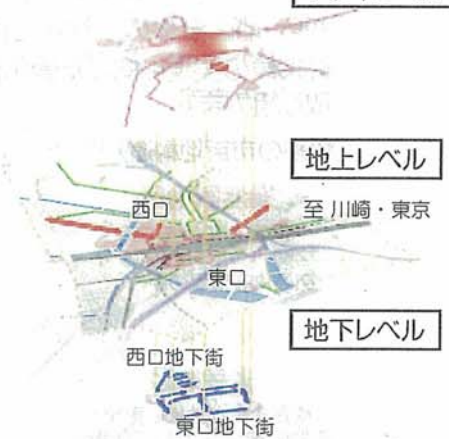 地上レベル
西口
至 川崎・東京
東口
地下レベル
西口地下街
東口地下街